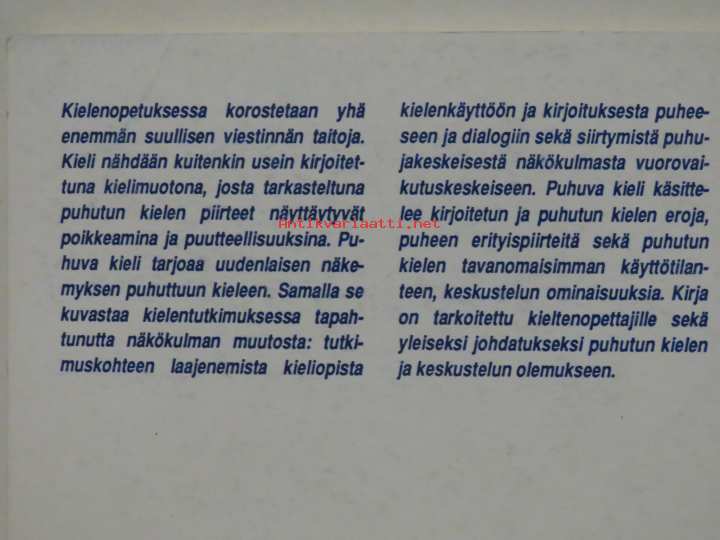 Kielenopetuksessa korostetaan yhä
enemmän suullisen viestinnän taitoja.
Kieli nähdään kuitenkin usein kirjoitet-
tuna kielimuotona, josta tarkasteltuna
puhutun kielen piirteet näyttäytyvät
poikkeamina ja puutteellisuuksina. Pu-
huva kieli tarjoaa uudenlaisen näke-
myksen puhuttuun kieleen. Samalla se
kuvastaa kielentutkimuksessa tapah-
tunutta näkökulman muutosta: tutki-
muskohteen laajenemista kieliopista
kielenkäyttöön ja kirjoituksesta puhee-
seen ja dialogiin sekä siirtymistä puhu-
jakeskeisestä näkökulmasta vuorovai-
kutuskeskeiseen. Puhuva kieli käsitte-
lee kirjoitetun ja puhutun kielen eroja,
puheen erityispiirteitä sekä puhutun
kielen tavanomaisimman käyttötilan-
teen, keskustelun ominaisuuksia. Kirja
on tarkoitettu kieltenopettajille sekä
yleiseksi johdatukseksi puhutun kielen
ja keskustelun olemukseen.
Antikvariaatti.net